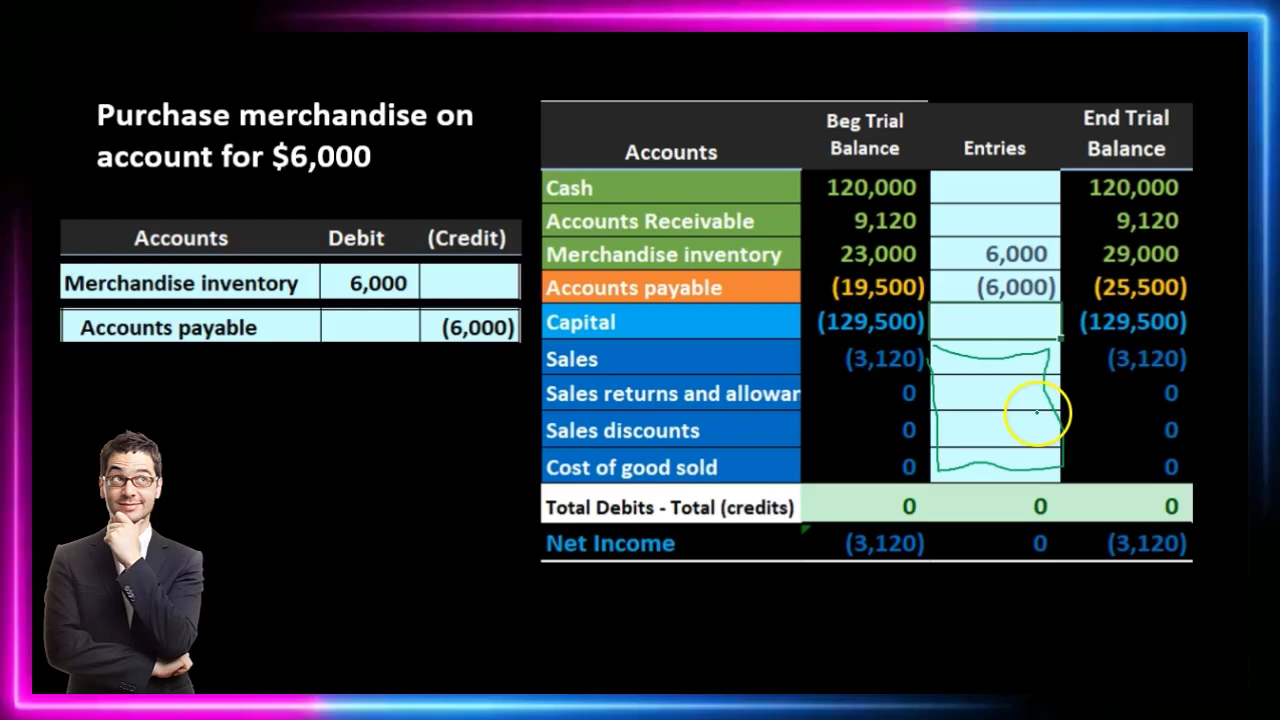 Purchase merchandise on
account for $6,000
Accounts Debit (Credit)
Merchandise inventory 6,000
Accounts payable (6,000)
Accounts Beg Trial Balance Entries End Trial Balance
Cash 120,000 120,000
Accounts Receivable 9,120 9,120
Merchandise inventory 23,000 6,000 29,000
Accounts payable (19,500) (6,000) (25,500)
Capital (129,500) (129,500)
Sales (3,120) (3,120)
Sales returns and allowar 0 0
Sales discounts 0 0
Cost of good sold 0 0
Total Debits - Total (credits) 0 0 0
Net Income (3,120) 0 (3,120)